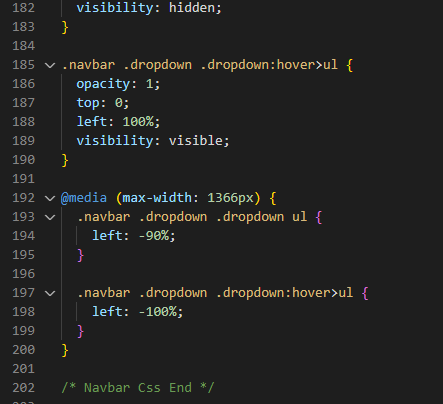 182 visibility: hidden;
183 }
184
185 .navbar .dropdown .dropdown:hover>ul {
186 opacity: 1;
187 top: 0;
188 left: 100%;
189 visibility: visible;
190 }
191
192 @media (max-width: 1366px) {
193 .navbar .dropdown .dropdown ul {
194 left: -90%;
195 }
196
197 .navbar .dropdown .dropdown:hover>ul {
198 left: -100%;
199 }
200 }
201
202 /* Navbar Css End */